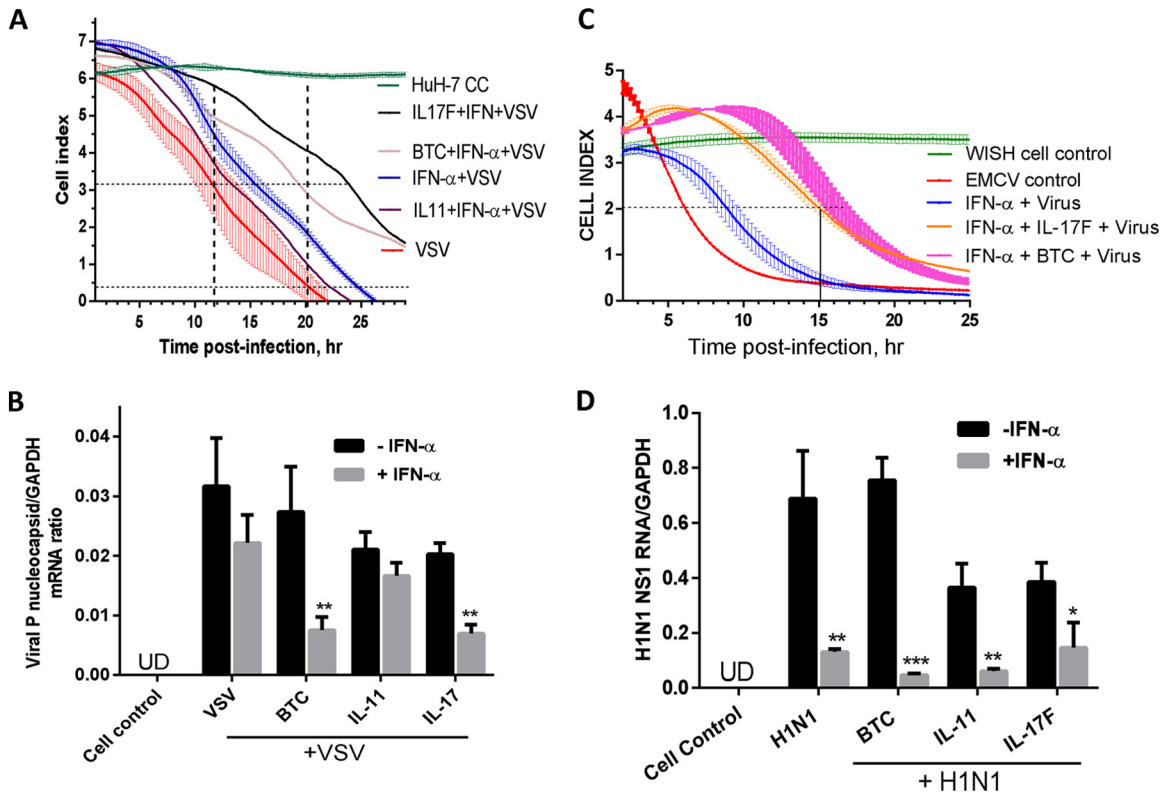 A
Cell index
7
6
5
4
3
2
1
0
5
10
15
20
25
Time post-infection, hr
HuH-7 CC
IL17F+IFN+VSV
BTC+IFN-α+VSV
IFN-α+VSV
IL11+IFN-α+VSV
VSV
C
CELL INDEX
5
4
3
2
1
0
5
10
15
20
25
Time post-infection, hr
WISH cell control
EMCV control
IFN-α + Virus
IFN-α + IL-17F + Virus
IFN-α + BTC + Virus
B
Viral P nucleocapsid/GAPDH
mRNA ratio
0.04
0.03
0.02
0.01
0.00
- IFN-α
+ IFN-α
UD
**
**
Cell control
VSV
BTC
IL-11
IL-17
+VSV
D
H1N1 NS1 RNA/GAPDH
1.0
0.8
0.6
0.4
0.2
0.0
-IFN-α
+IFN-α
UD
**
***
**
*
Cell Control
H1N1
BTC
IL-11
IL-17F
+ H1N1